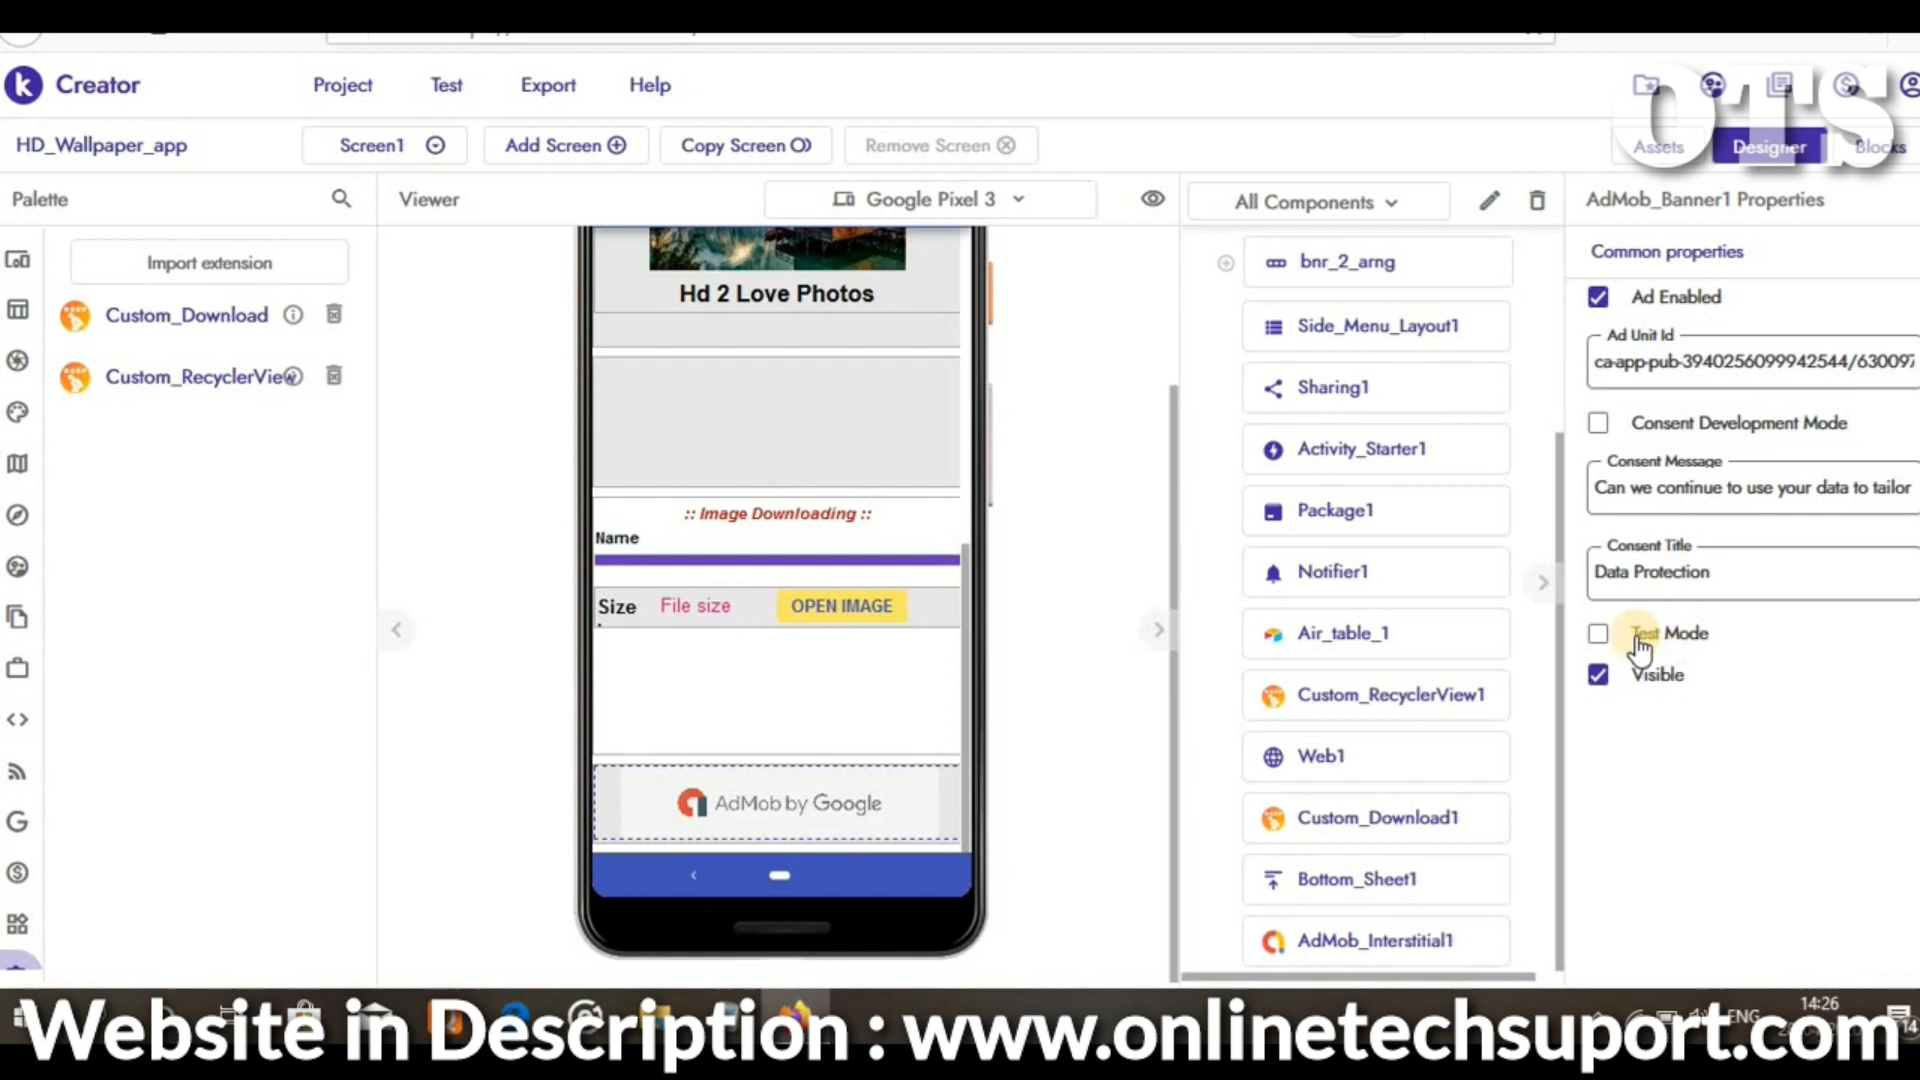 Creator
Project
Test
Export
Help
OTS
HD_Wallpaper_app
Screen1
Add Screen
Copy Screen
Remove Screen
Assets
Designer
Blocks
Palette
Viewer
Google Pixel 3
All Components
AdMob_Banner1 Properties
Import extension
Custom_Download
Custom_RecyclerView
Hd 2 Love Photos
:: Image Downloading ::
Name
Size
File size
OPEN IMAGE
AdMob by Google
bnr_2_arng
Side_Menu_Layout1
Sharing1
Activity_Starter1
Package1
Notifier1
Air_table_1
Custom_RecyclerView1
Web1
Custom_Download1
Bottom_Sheet1
AdMob_Interstitial1
Common properties
Ad Enabled
Ad Unit Id
ca-app-pub-3940256099942544/630097
Consent Development Mode
Consent Message
Can we continue to use your data to tailor
Consent Title
Data Protection
Test Mode
Visible
ENG
14:26
Website in Description : www.onlinetechsuport.com